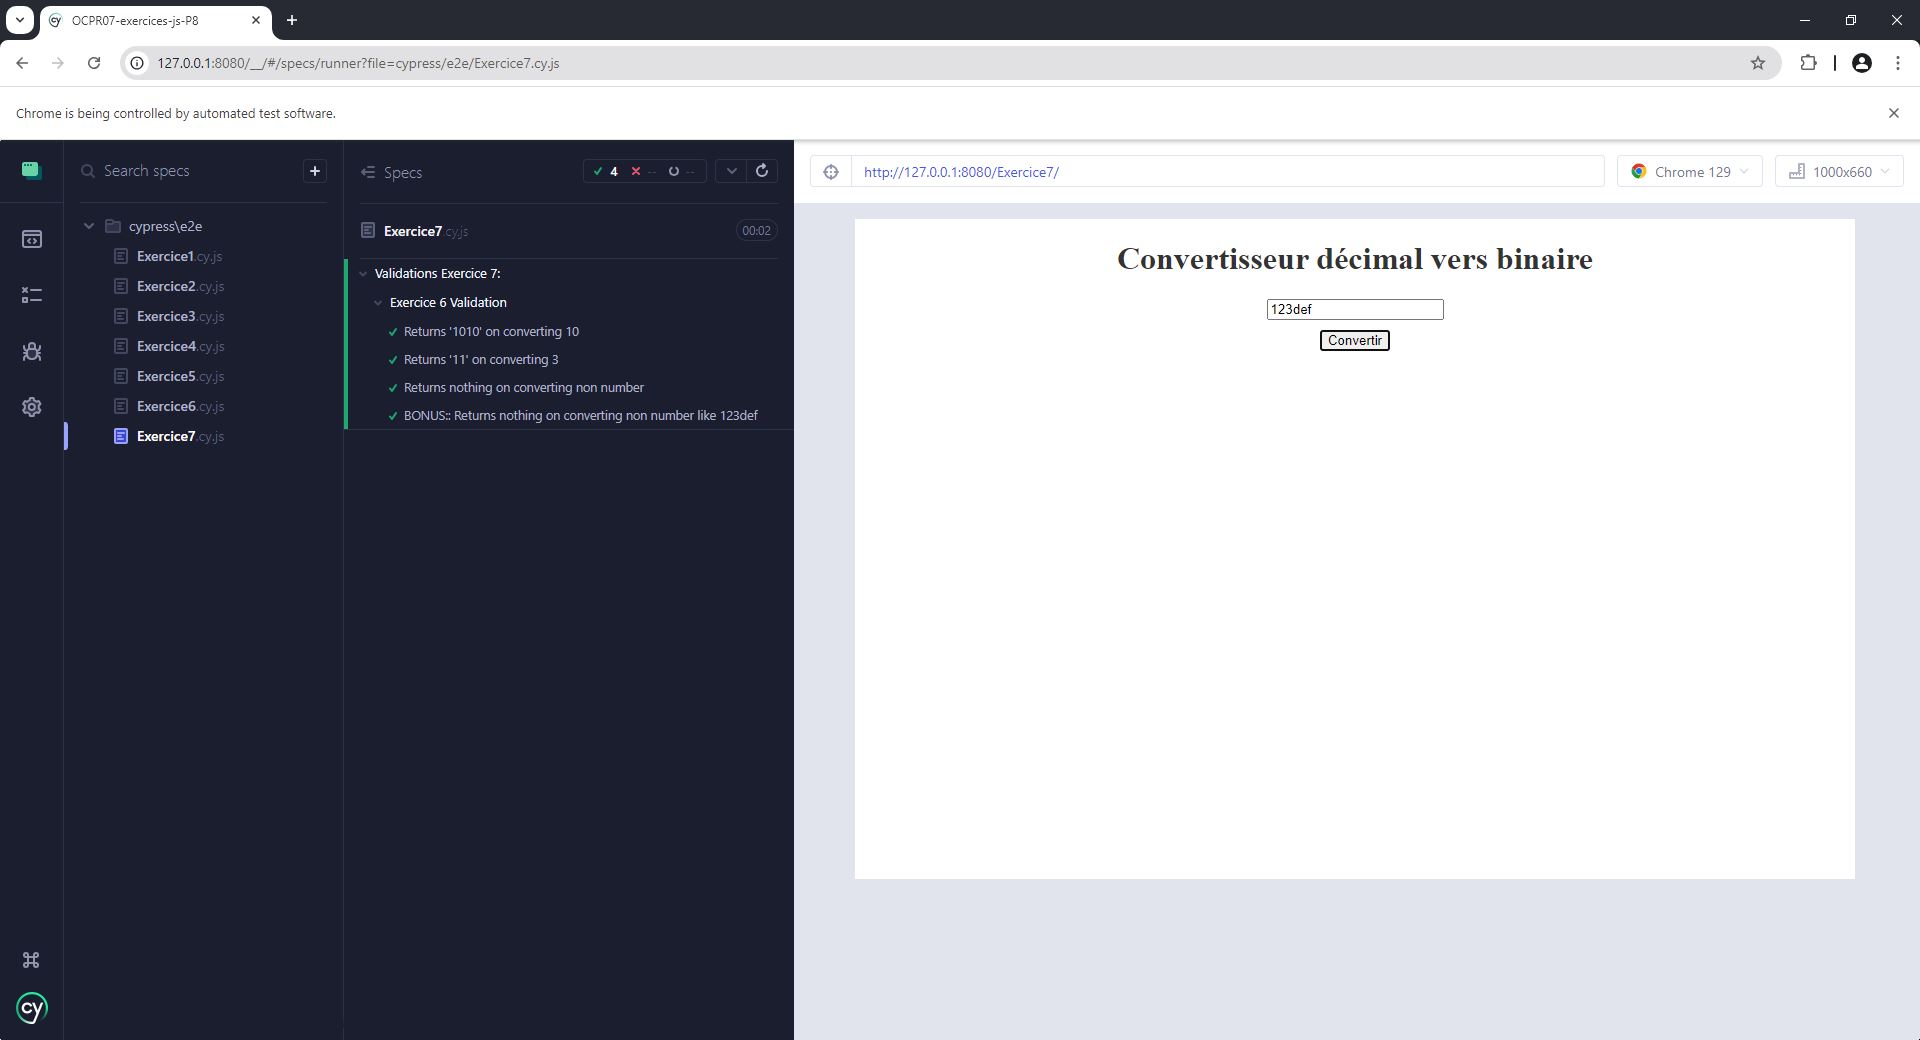 OCPR07-exercices-js-P8
127.0.0.1:8080/__/#/specs/runner?file=cypress/e2e/Exercice7.cy.js
Chrome is being controlled by automated test software.
Search specs
cypress\e2e
Exercice1.cy.js
Exercice2.cy.js
Exercice3.cy.js
Exercice4.cy.js
Exercice5.cy.js
Exercice6.cy.js
Exercice7.cy.js
cy
Specs
4 -- --
Exercice7.cy.js 00:02
Validations Exercice 7:
Exercice 6 Validation
Returns '1010' on converting 10
Returns '11' on converting 3
Returns nothing on converting non number
BONUS:: Returns nothing on converting non number like 123def
http://127.0.0.1:8080/Exercice7/
Chrome 129
1000x660
Convertisseur décimal vers binaire
123def
Convertir